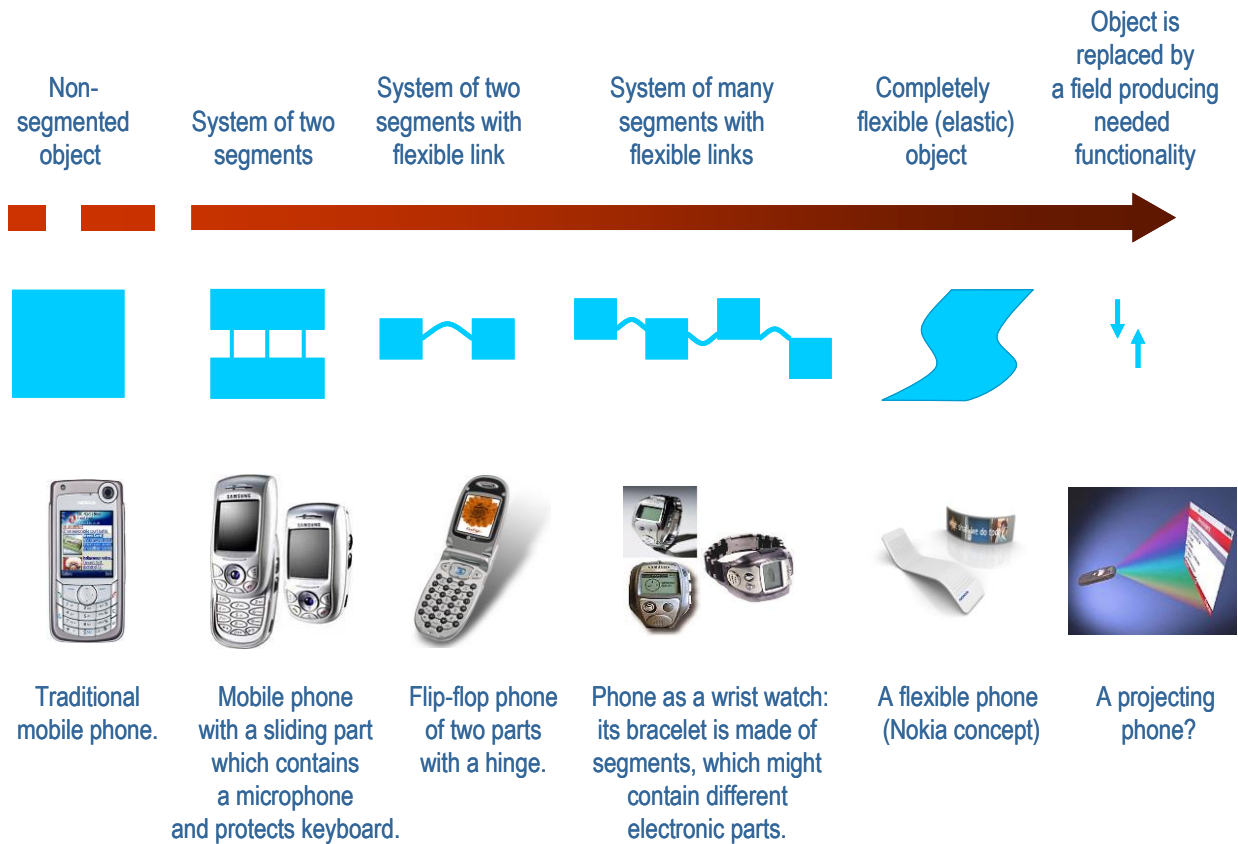 Non-
segmented
object
System of two
segments
System of two
segments with
flexible link
System of many
segments with
flexible links
Completely
flexible (elastic)
object
Object is
replaced by
a field producing
needed
functionality
SAMSUNG
SAMSUNG
Traditional
mobile phone.
Mobile phone
with a sliding part
which contains
a microphone
and protects keyboard.
Flip-flop phone
of two parts
with a hinge.
Phone as a wrist watch:
its bracelet is made of
segments, which might
contain different
electronic parts.
A flexible phone
(Nokia concept)
A projecting
phone?